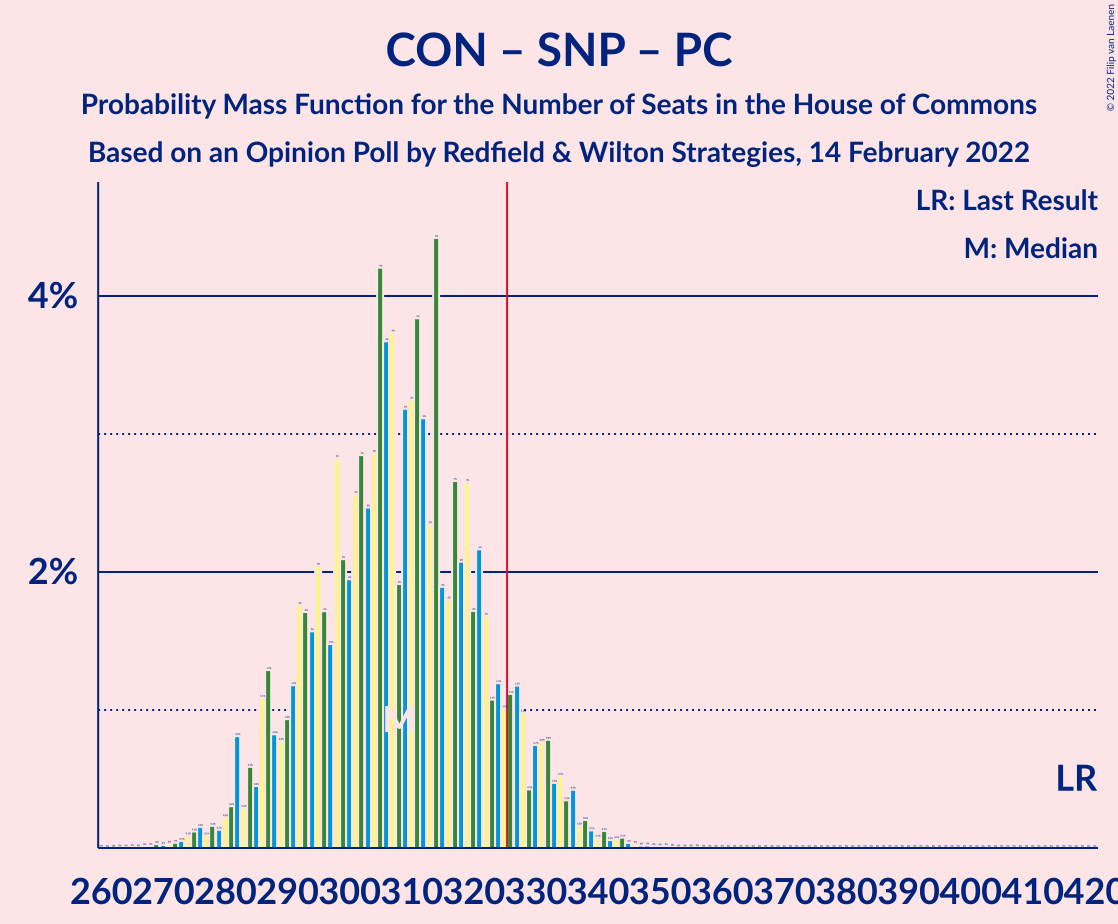 CON – SNP – PC
Probability Mass Function for the Number of Seats in the House of Commons
Based on an Opinion Poll by Redfield & Wilton Strategies, 14 February 2022
© 2022 Filip van Laenen
LR: Last Result
M: Median
4%
2%
M
LR
260270280290300310320330340350360370380390400410420